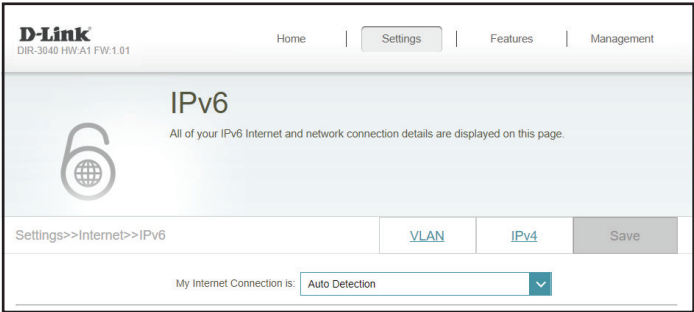 D-Link
DIR-3040 HW:A1 FW:1.01
Home | Settings | Features | Management
IPv6
All of your IPv6 Internet and network connection details are displayed on this page.
Settings>>Internet>>IPv6
VLAN
IPv4
Save
My Internet Connection is: Auto Detection